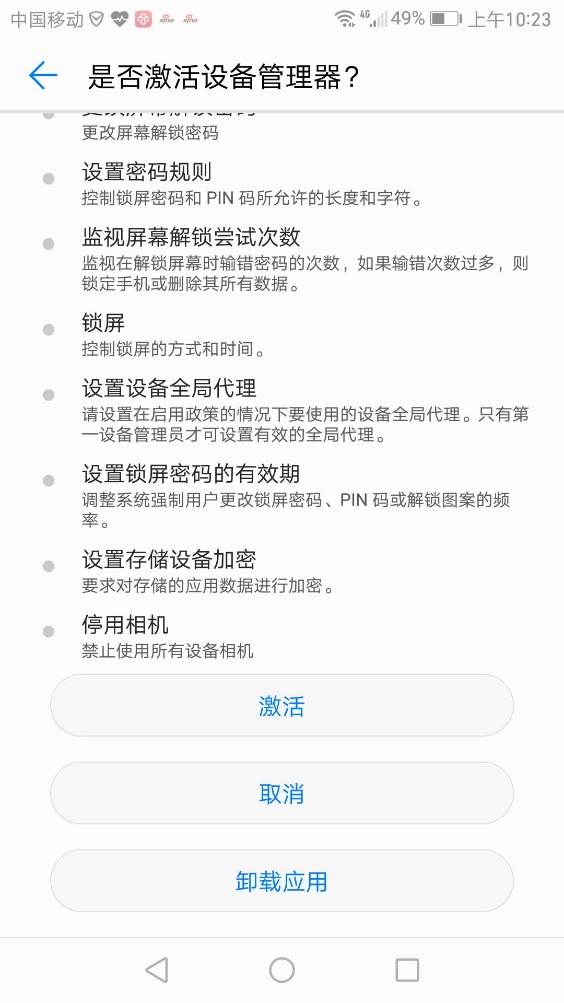 中国移动 4G 49% 上午10:23
是否激活设备管理器？
更改屏幕解锁密码
更改屏幕解锁密码
设置密码规则
控制锁屏密码和 PIN 码所允许的长度和字符。
监视屏幕解锁尝试次数
监视在解锁屏幕时输错密码的次数，如果输错次数过多，则
锁定手机或删除其所有数据。
锁屏
控制锁屏的方式和时间。
设置设备全局代理
请设置在启用政策的情况下要使用的设备全局代理。只有第
一设备管理员才可设置有效的全局代理。
设置锁屏密码的有效期
调整系统强制用户更改锁屏密码、PIN 码或解锁图案的频
率。
设置存储设备加密
要求对存储的应用数据进行加密。
停用相机
禁止使用所有设备相机
激活
取消
卸载应用